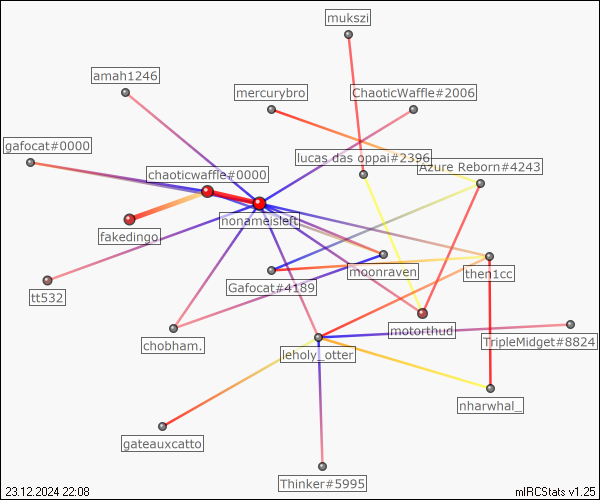 mukszi
amah1246
mercurybro
ChaoticWaffle#2006
gafocat#0000
lucas das oppai#2396
Azure Reborn#4243
chaoticwaffle#0000
nonameisleft
fakedingo
moonraven
then1cc
Gafocat#4189
tt532
motorthud
chobham.
TripleMidget#8824
leholy_otter
nharwhal_
gateauxcatto
Thinker#5995
23.12.2024 22:08
mIRCStats v1.25